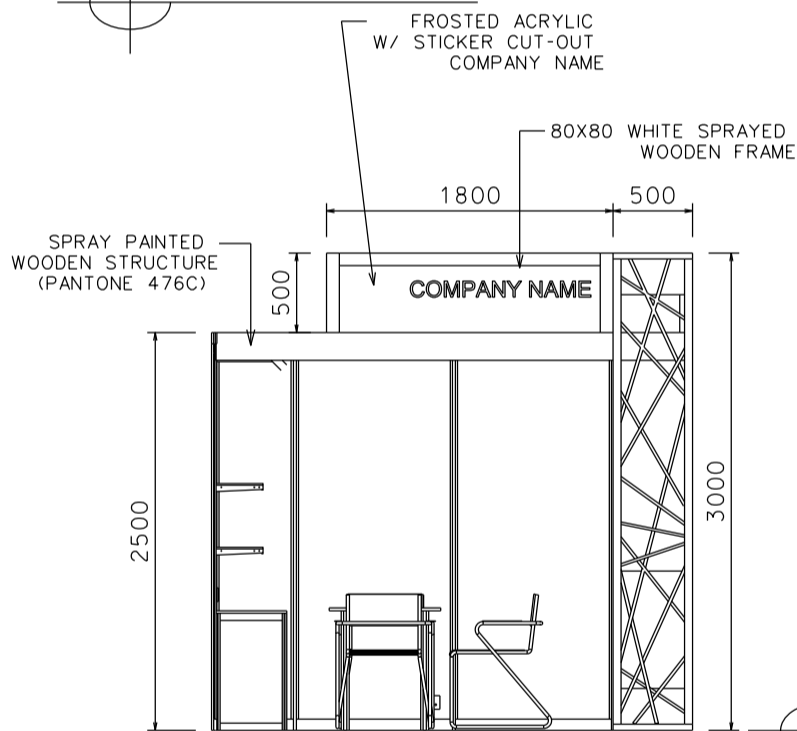 FROSTED ACRYLIC
W/ STICKER CUT-OUT
COMPANY NAME
80X80 WHITE SPRAYED
WOODEN FRAME
1800
500
SPRAY PAINTED
WOODEN STRUCTURE
(PANTONE 476C)
500
COMPANY NAME
2500
3000